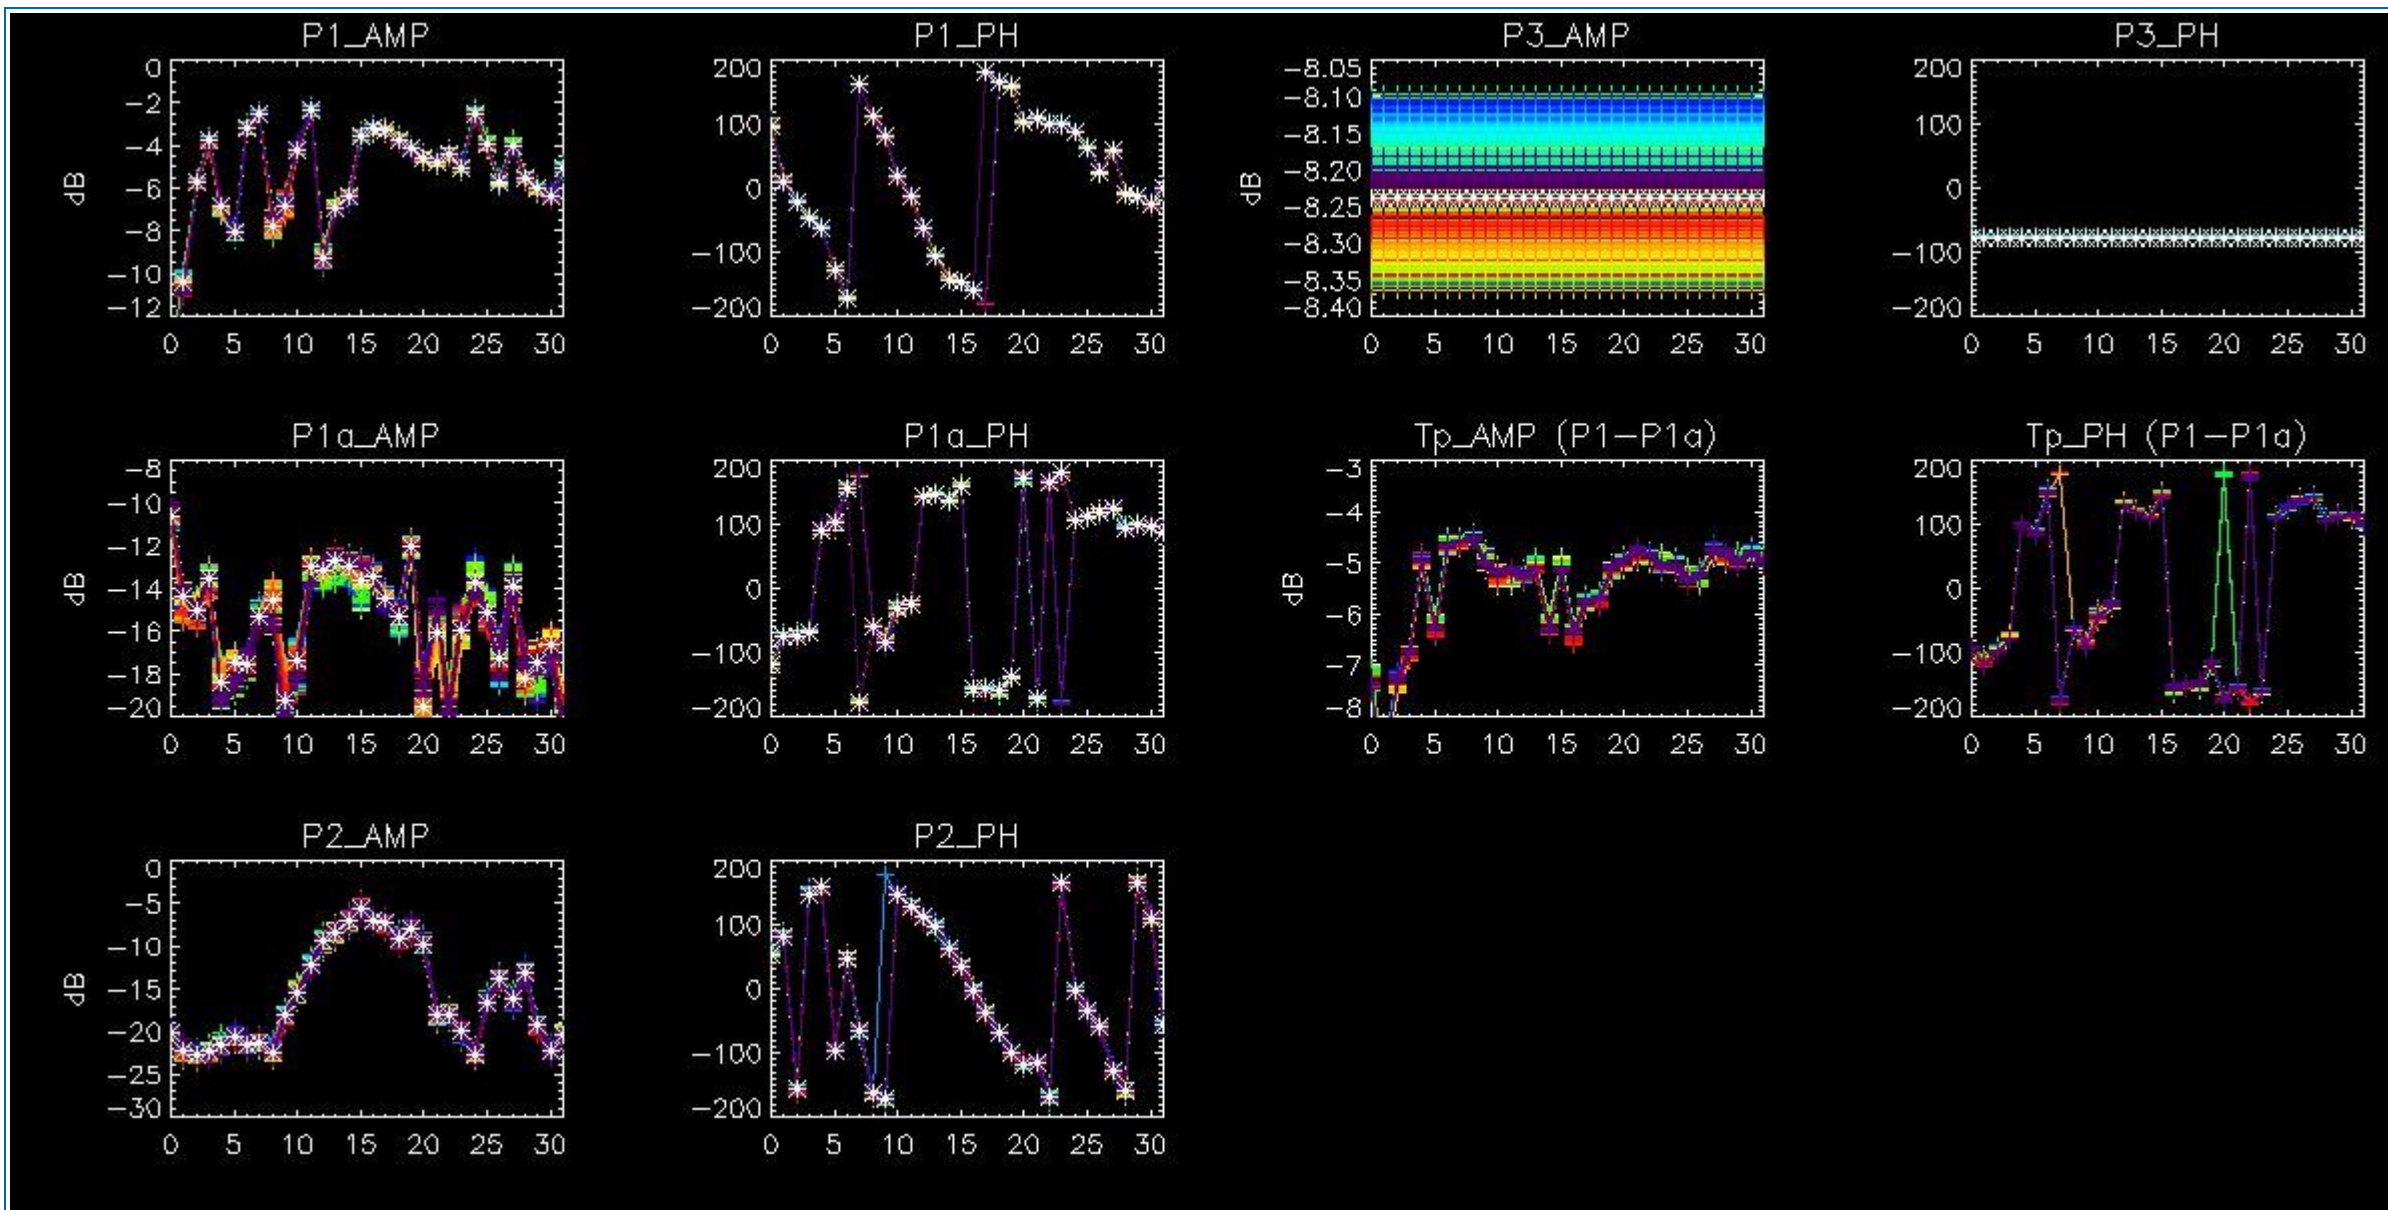 P1_AMP P1_PH P3_AMP P3_PH
0 200 -8.05 200
-2 100 -8.10 100
-4 0 -8.15 0
-6 -100 -8.20 -100
-8 -200 -8.25 -200
-10 -8.30
-12 -8.35
-8.40
dB dB
0 5 10 15 20 25 30 0 5 10 15 20 25 30 0 5 10 15 20 25 30 0 5 10 15 20 25 30
P1a_AMP P1a_PH Tp_AMP (P1-P1a) Tp_PH (P1-P1a)
-8 200 -3 200
-10 100 -4 100
-12 0 -5 0
-14 -100 -6 -100
-16 -200 -7 -200
-18 -8
-20
dB dB
0 5 10 15 20 25 30 0 5 10 15 20 25 30 0 5 10 15 20 25 30 0 5 10 15 20 25 30
P2_AMP P2_PH
0 200
-5 100
-10 0
-15 -100
-20 -200
-25
-30
dB
0 5 10 15 20 25 30 0 5 10 15 20 25 30